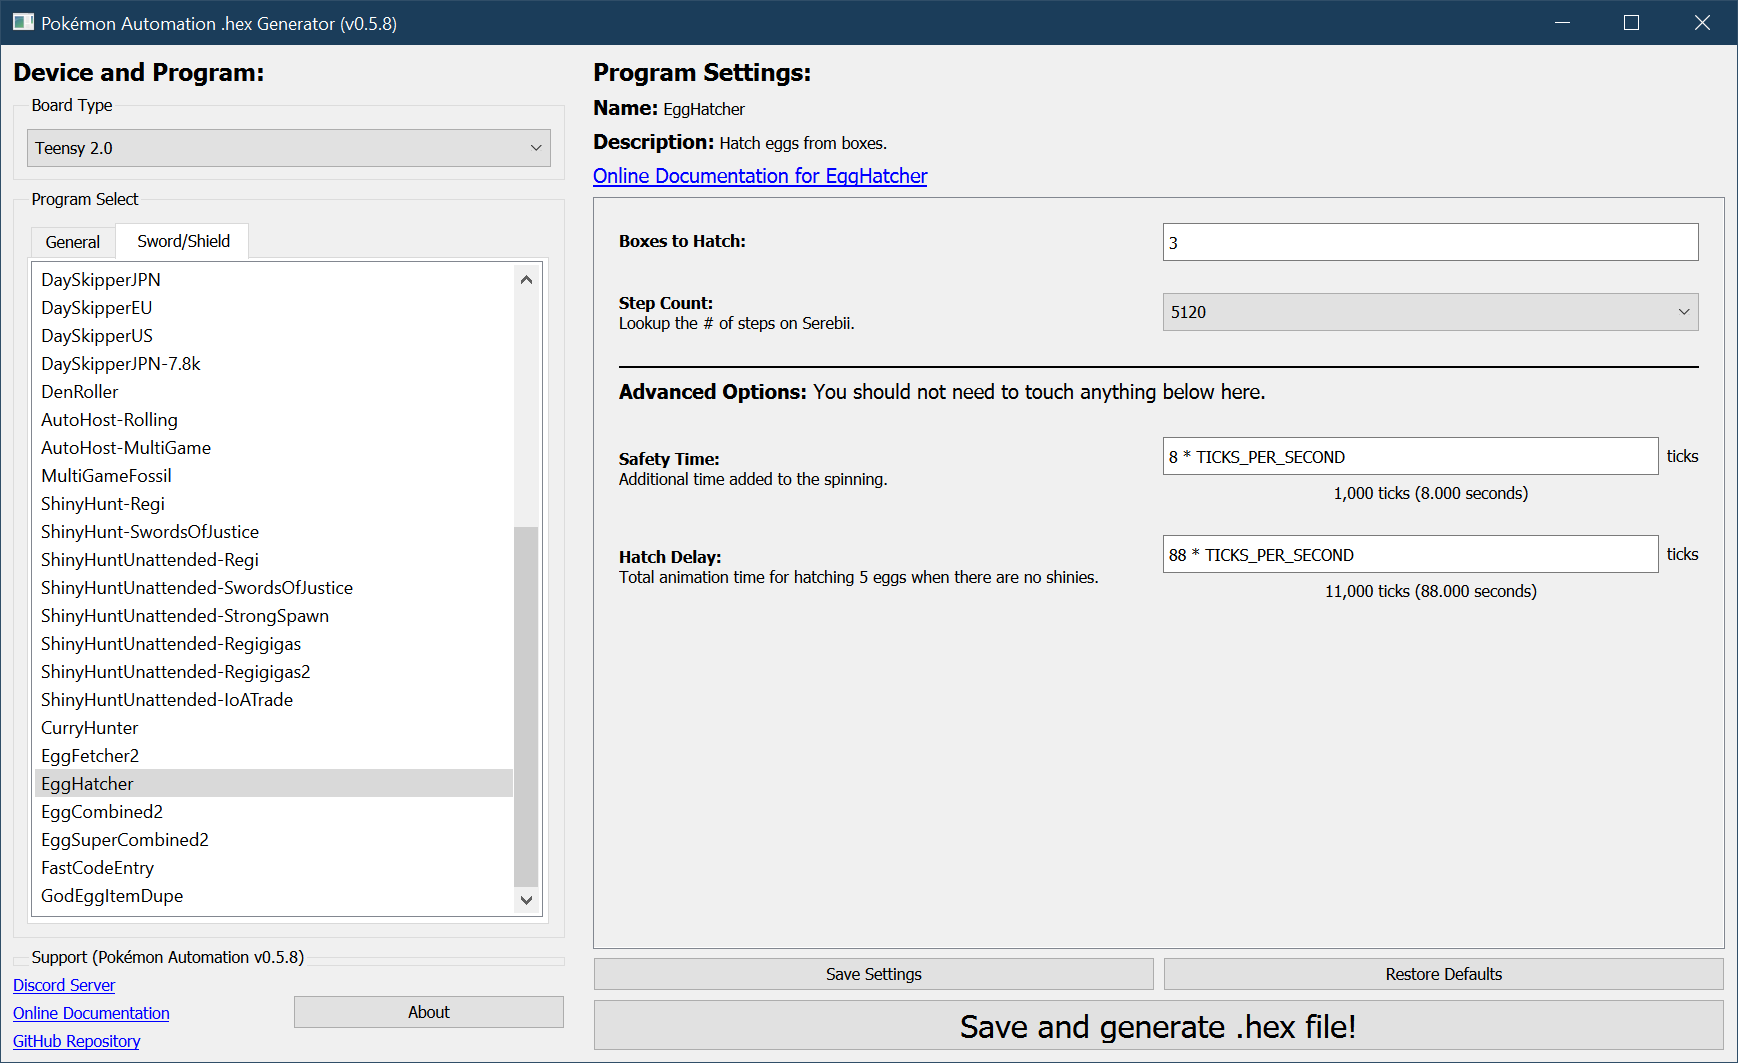 Pokémon Automation .hex Generator (v0.5.8)
Device and Program:
Board Type
Teensy 2.0
Program Select
General
Sword/Shield
DaySkipperJPN
DaySkipperEU
DaySkipperUS
DaySkipperJPN-7.8k
DenRoller
AutoHost-Rolling
AutoHost-MultiGame
MultiGameFossil
ShinyHunt-Regi
ShinyHunt-SwordsOfJustice
ShinyHuntUnattended-Regi
ShinyHuntUnattended-SwordsOfJustice
ShinyHuntUnattended-StrongSpawn
ShinyHuntUnattended-Regigigas
ShinyHuntUnattended-Regigigas2
ShinyHuntUnattended-IoATrade
CurryHunter
EggFetcher2
EggHatcher
EggCombined2
EggSuperCombined2
FastCodeEntry
GodEggItemDupe
Support (Pokémon Automation v0.5.8)
Discord Server
Online Documentation
GitHub Repository
About
Program Settings:
Name: EggHatcher
Description: Hatch eggs from boxes.
Online Documentation for EggHatcher
Boxes to Hatch:
3
Step Count:
Lookup the # of steps on Serebii.
5120
Advanced Options: You should not need to touch anything below here.
Safety Time:
Additional time added to the spinning.
8 * TICKS_PER_SECOND
ticks
1,000 ticks (8.000 seconds)
Hatch Delay:
Total animation time for hatching 5 eggs when there are no shinies.
88 * TICKS_PER_SECOND
ticks
11,000 ticks (88.000 seconds)
Save Settings
Restore Defaults
Save and generate .hex file!